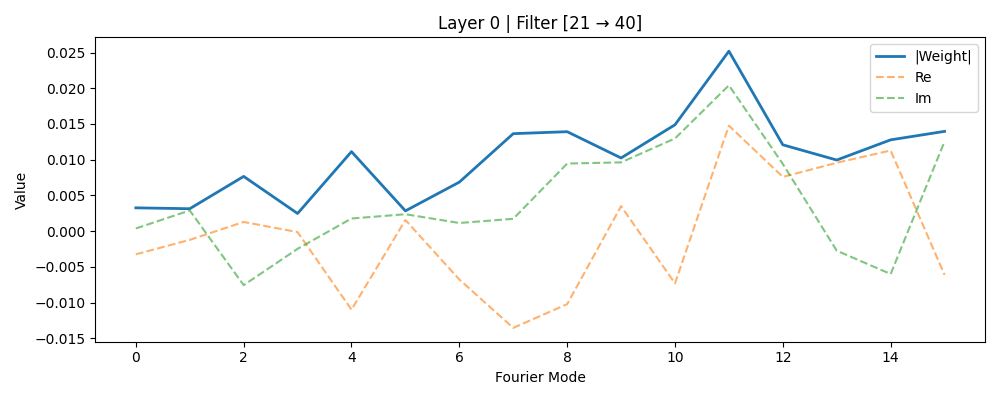 Layer 0 | Filter [21 → 40]
|Weight|
Re
Im
0.025
0.020
0.015
0.010
0.005
0.000
−0.005
−0.010
−0.015
Value
0 2 4 6 8 10 12 14
Fourier Mode